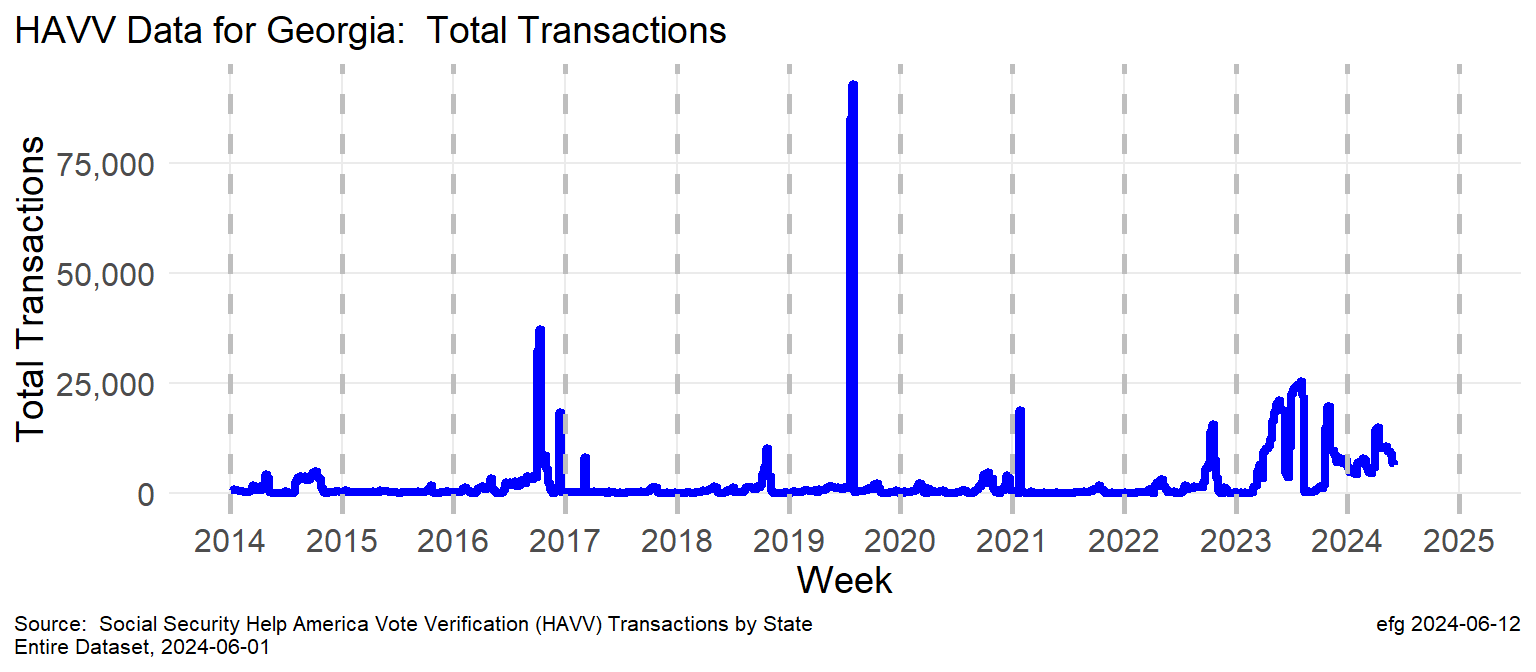 HAVV Data for Georgia:  Total Transactions
Total Transactions
75,000
50,000
25,000
0
2014 2015 2016 2017 2018 2019 2020 2021 2022 2023 2024 2025
Week
Source:  Social Security Help America Vote Verification (HAVV) Transactions by State
Entire Dataset, 2024-06-01
efg 2024-06-12